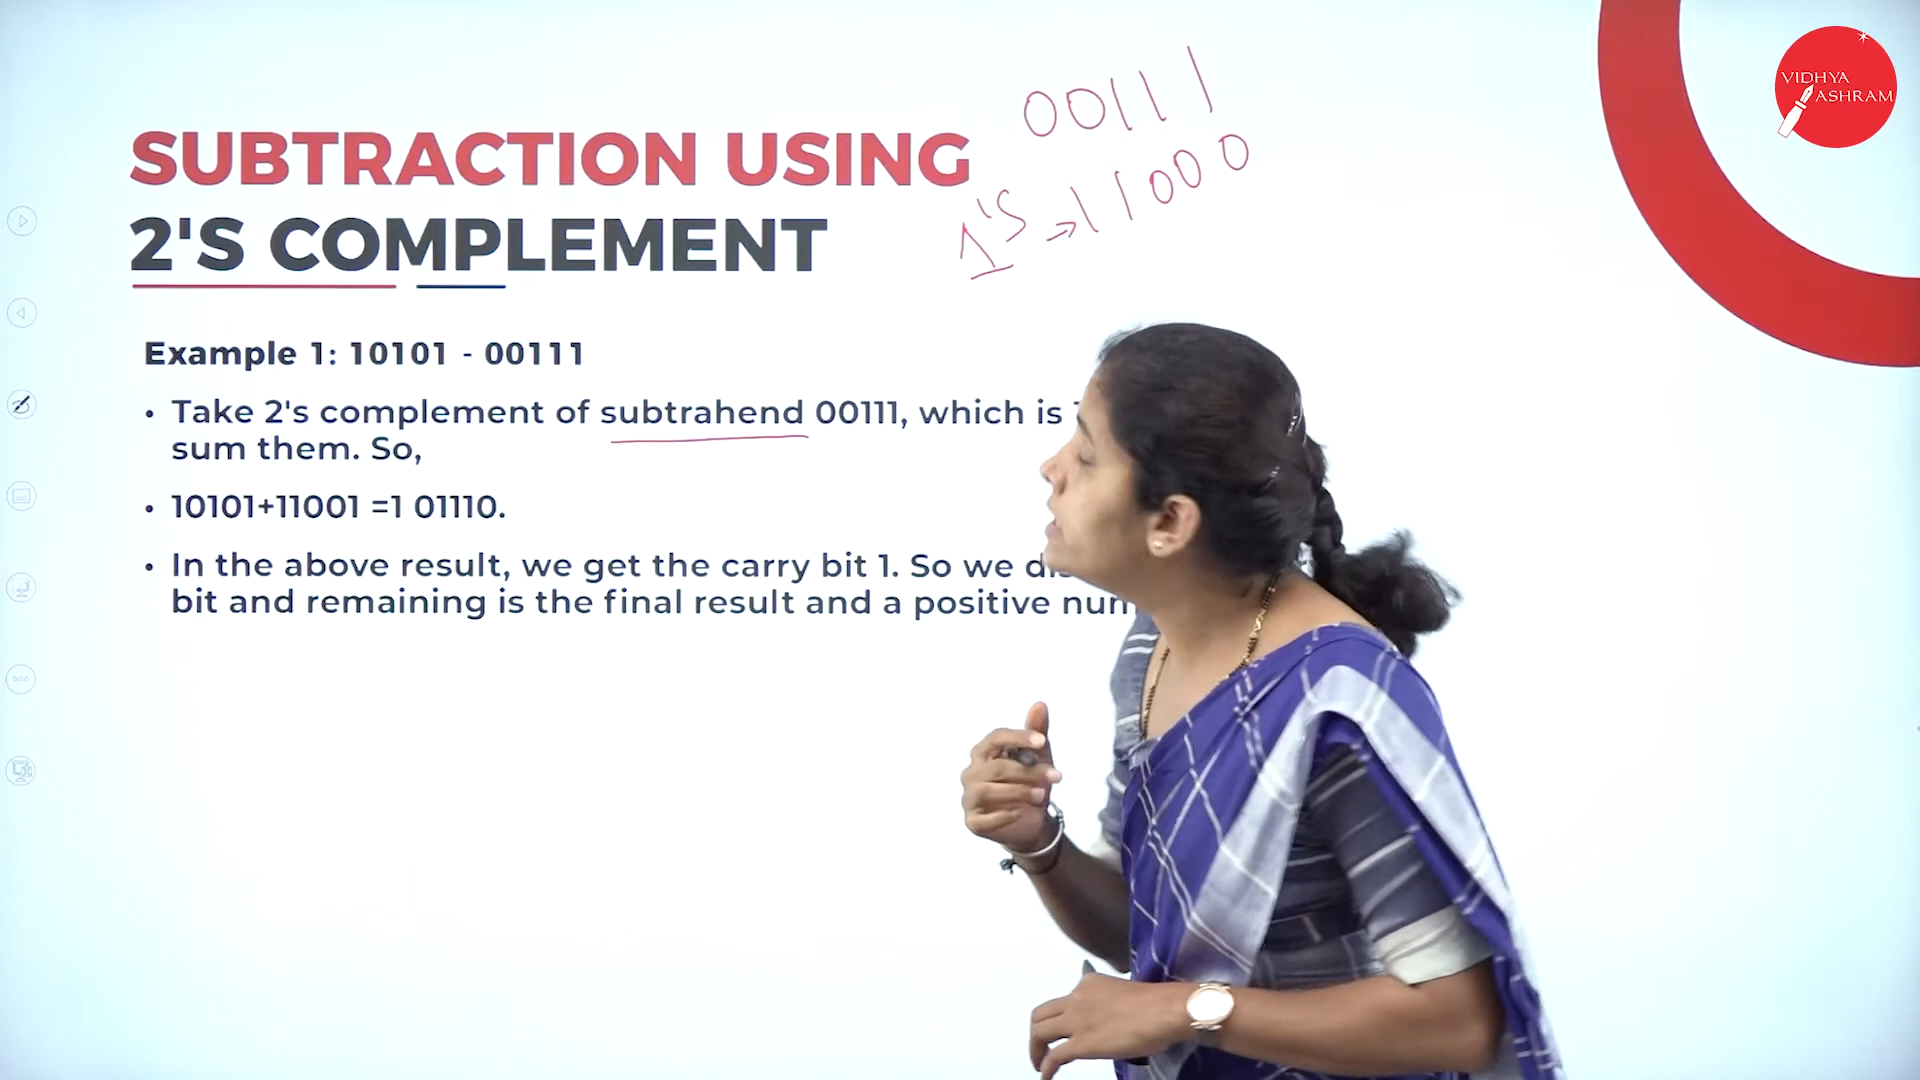 VIDHYA
ASHRAM
00111
1's → 11000
SUBTRACTION USING
2'S COMPLEMENT
Example 1: 10101 - 00111
• Take 2's complement of subtrahend 00111, which is
sum them. So,
• 10101+11001 =1 01110.
• In the above result, we get the carry bit 1. So we
bit and remaining is the final result and a positive